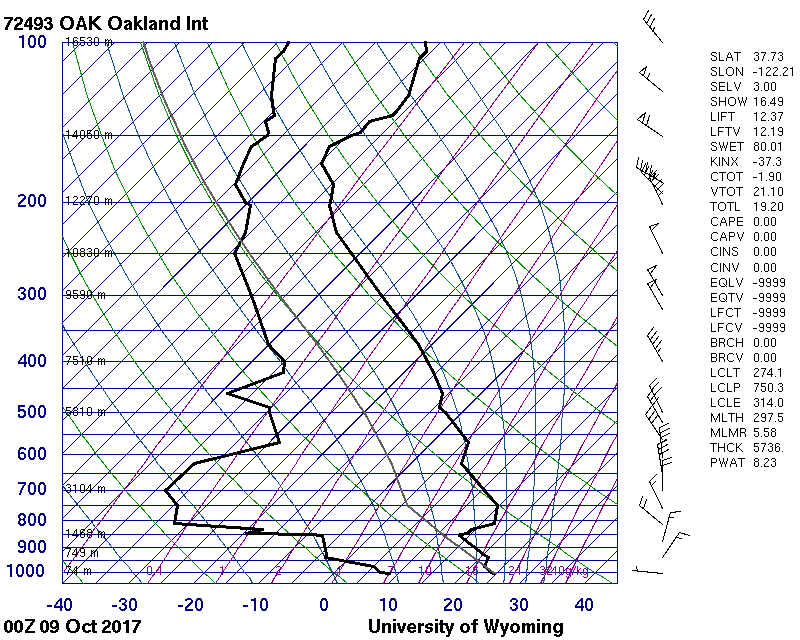 72493 OAK Oakland Int
100
16530 m
14050 m
200
12270 m
10830 m
300
9590 m
400
7510 m
500
5810 m
600
700
3104 m
800
1468 m
900
749 m
1000
74 m
0.4
1
2
4
7
10
16
24
32
40g/kg
-40
-30
-20
-10
0
10
20
30
40
00Z 09 Oct 2017
University of Wyoming
SLAT 37.73
SLON -122.21
SELV 3.00
SHOW 16.49
LIFT 12.37
LFTV 12.19
SWET 80.01
KINX -37.3
CTOT -1.90
VTOT 21.10
TOTL 19.20
CAPE 0.00
CAPV 0.00
CINS 0.00
CINV 0.00
EQLV -9999
EQTV -9999
LFCT -9999
LFCV -9999
BRCH 0.00
BRCV 0.00
LCLT 274.1
LCLP 750.3
LCLE 314.0
MLTH 297.5
MLMR 5.58
THCK 5736.
PWAT 8.23